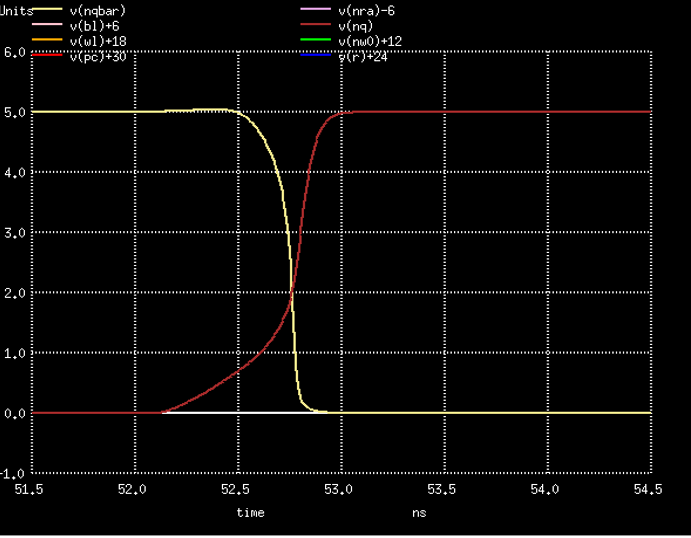 Units v(nqbar) v(nra)-6
v(bl)+6 v(nq)
v(wl)+18 v(nw0)+12
6.0 v(pc)+30 v(r)+24
5.0
4.0
3.0
2.0
1.0
0.0
-1.0
51.5 52.0 52.5 53.0 53.5 54.0 54.5
time ns